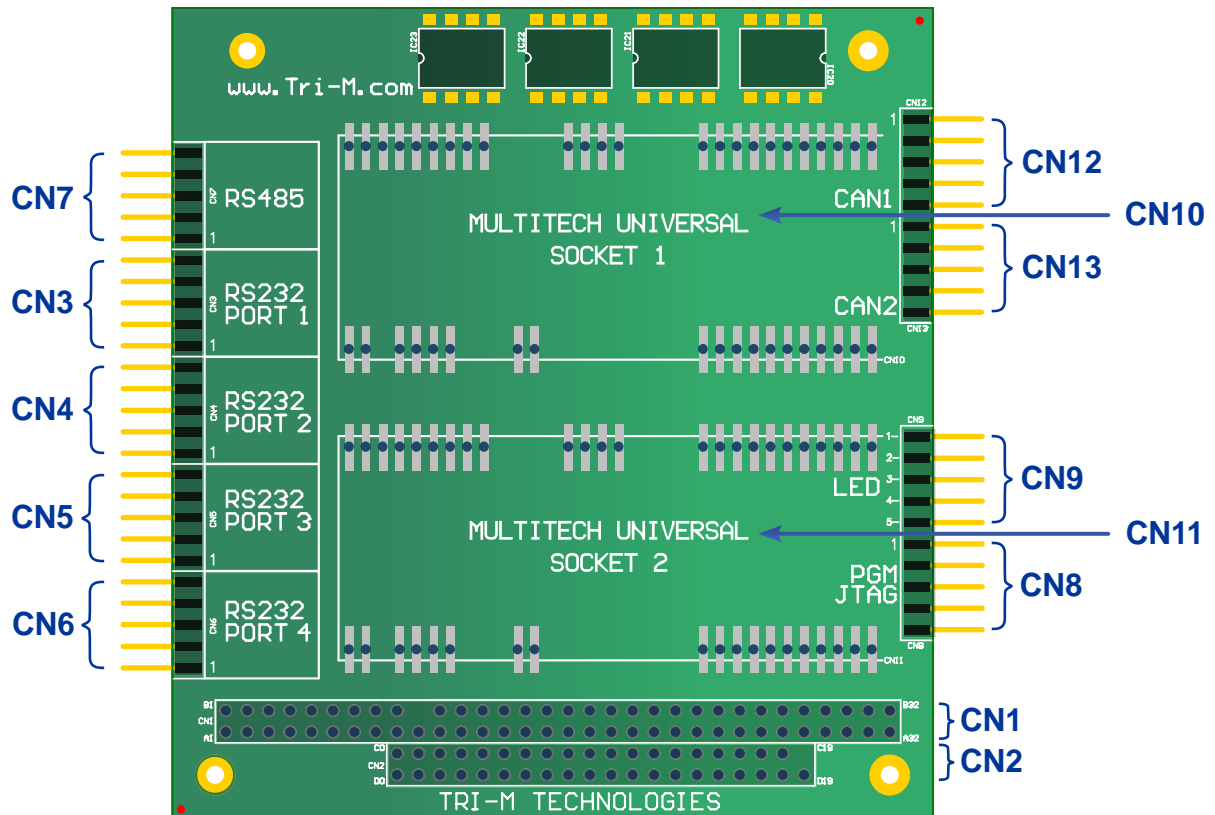 IC23
IC22
IC21
IC20
www.Tri-M.com
CN12
1
CN12
CN7
CN7
RS485
1
CAN1
CN10
MULTITECH UNIVERSAL
SOCKET 1
1
CN13
CAN2
CN13
CN3
CN3
RS232
PORT 1
1
CN10
CN4
CN4
RS232
PORT 2
1
CN9
1-
2-
3-
4-
5-
LED
CN9
CN5
CN5
RS232
PORT 3
1
MULTITECH UNIVERSAL
SOCKET 2
CN11
1
PGM
JTAG
CN8
CN8
CN6
CN6
RS232
PORT 4
1
CN11
B1
B32
CN1
CN1
A1
A32
C0
C19
CN2
CN2
D0
D19
TRI-M TECHNOLOGIES